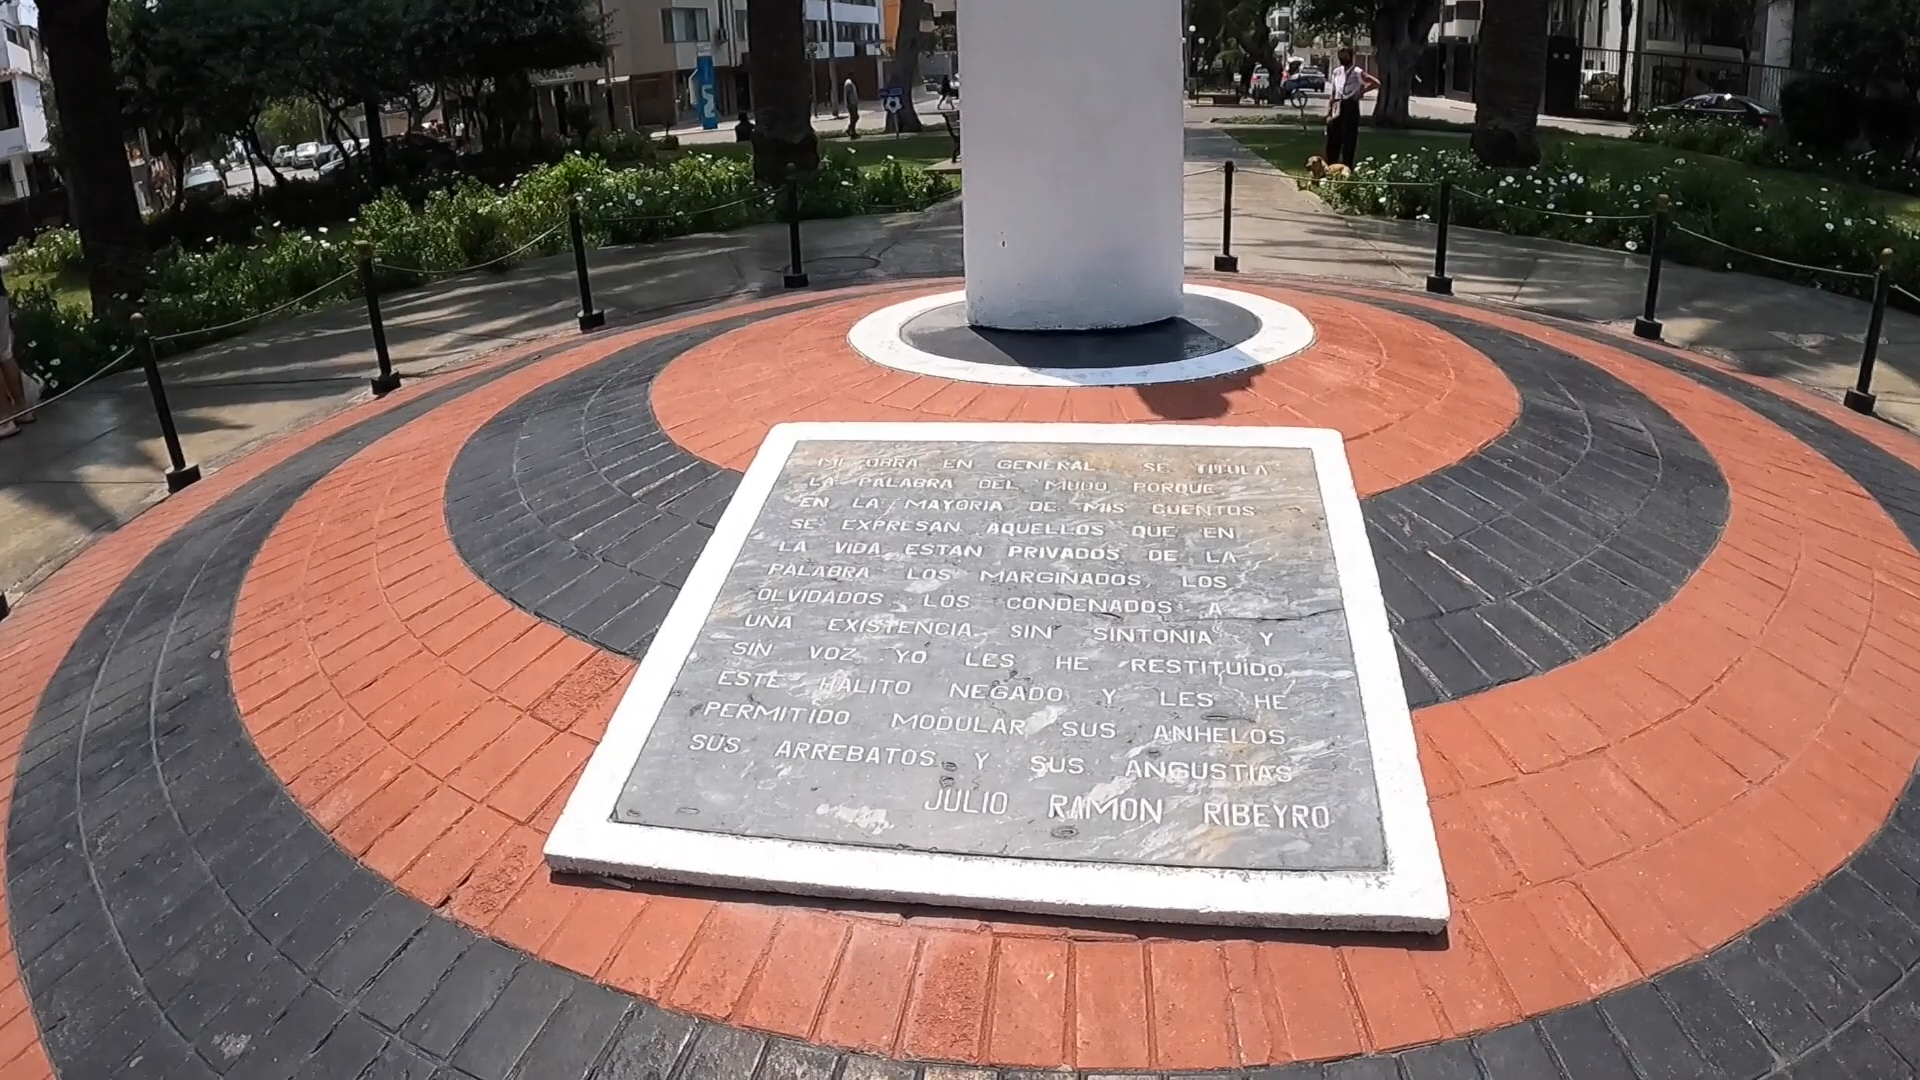 MI OBRA EN GENERAL SE TITULA
LA PALABRA DEL MUDO PORQUE
EN LA MAYORIA DE MIS CUENTOS
SE EXPRESAN AQUELLOS QUE EN
LA VIDA ESTAN PRIVADOS DE LA
PALABRA LOS MARGINADOS, LOS
OLVIDADOS LOS CONDENADOS A
UNA EXISTENCIA SIN SINTONIA Y
SIN VOZ YO LES HE RESTITUIDO
ESTE HALITO NEGADO Y LES HE
PERMITIDO MODULAR SUS ANHELOS
SUS ARREBATOS Y SUS ANGUSTIAS
JULIO RAMON RIBEYRO